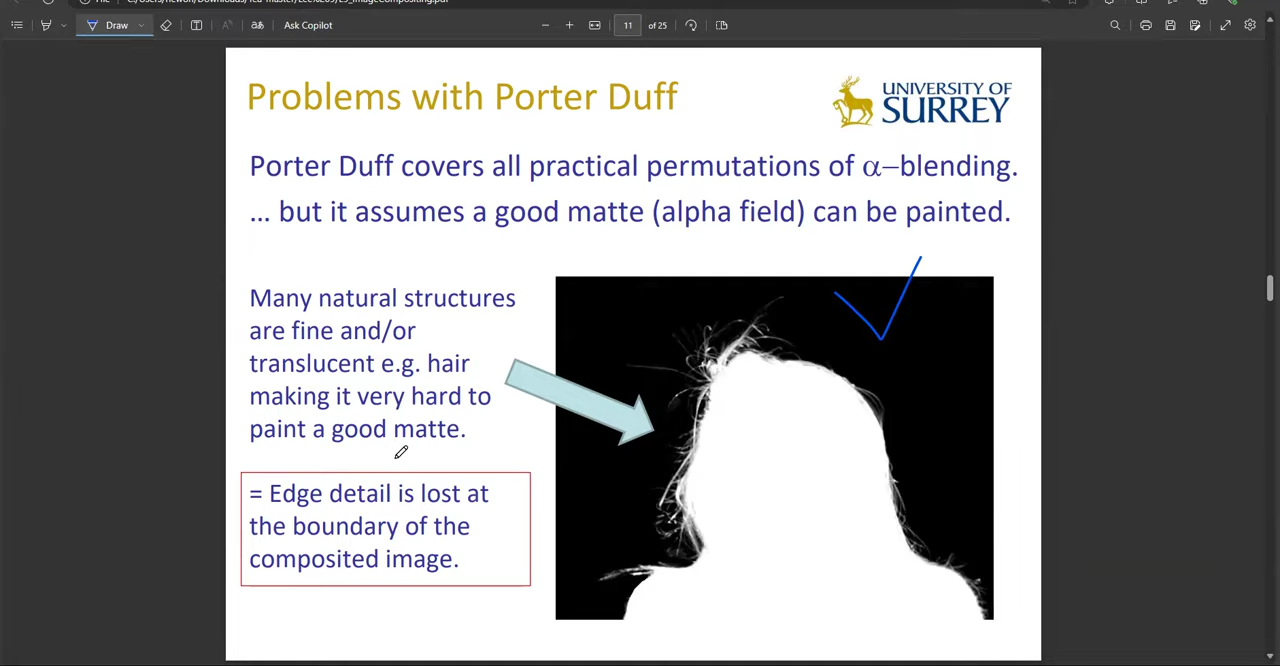 Draw
Ask Copilot
11 of 25
Problems with Porter Duff
UNIVERSITY OF
SURREY
Porter Duff covers all practical permutations of α−blending.
... but it assumes a good matte (alpha field) can be painted.
Many natural structures
are fine and/or
translucent e.g. hair
making it very hard to
paint a good matte.
= Edge detail is lost at
the boundary of the
composited image.